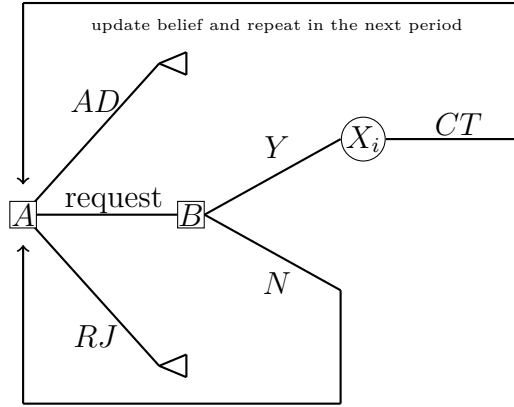 update belief and repeat in the next period
AD
Y
X_i
CT
A
request
B
N
RJ